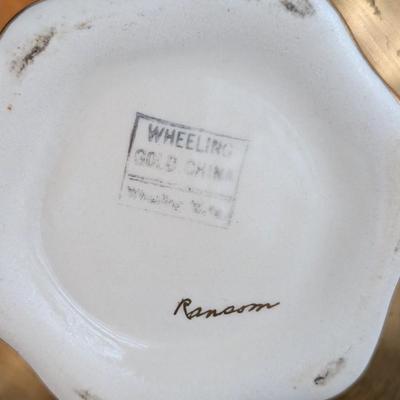 WHEELING
GOLD CHINA
Wheeling W.Va.
Ransom